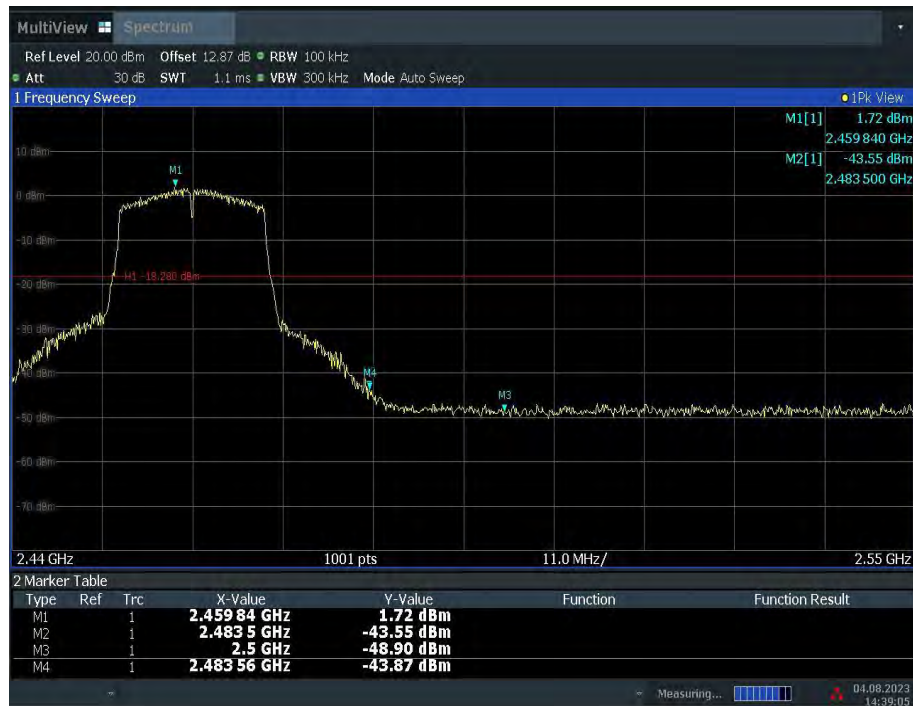 MultiView Spectrum
Ref Level 20.00 dBm Offset 12.87 dB RBW 100 kHz
Att 30 dB SWT 1.1 ms VBW 300 kHz Mode Auto Sweep
1 Frequency Sweep 1Pk View
M1[1] 1.72 dBm
2.459 840 GHz
M2[1] -43.55 dBm
2.483 500 GHz
10 dBm
M1
0 dBm
-10 dBm
H1 -18.280 dBm
-20 dBm
-30 dBm
-40 dBm
M4
M3
-50 dBm
-60 dBm
-70 dBm
2.44 GHz 1001 pts 11.0 MHz/ 2.55 GHz
2 Marker Table
Type Ref Trc X-Value Y-Value Function Function Result
M1 1 2.459 84 GHz 1.72 dBm
M2 1 2.483 5 GHz -43.55 dBm
M3 1 2.5 GHz -48.90 dBm
M4 1 2.483 56 GHz -43.87 dBm
Measuring... 04.08.2023
14:39:05